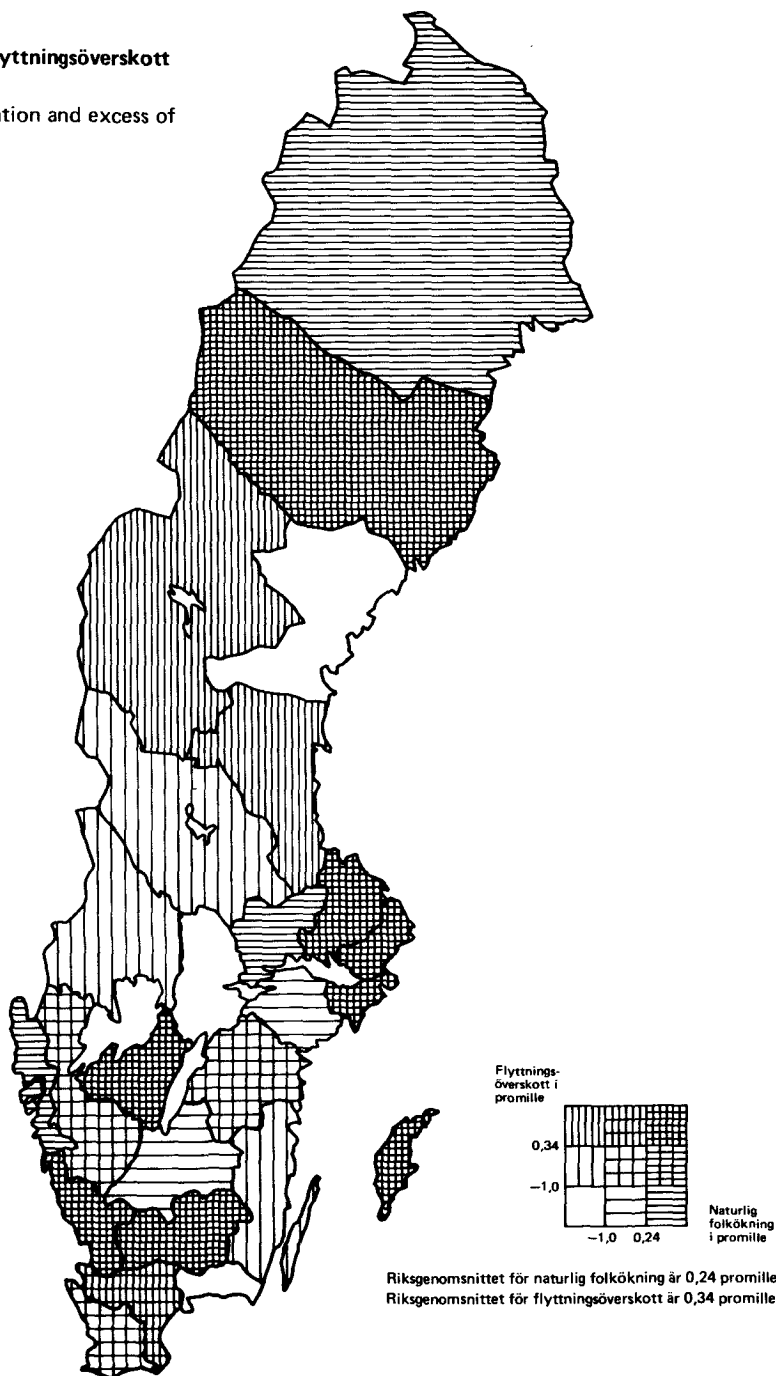 yttningsöverskott
tion and excess of
Flyttnings-
överskott i
promille
0,34
−1,0
−1,0 0,24
Naturlig
folkökning
i promille
Riksgenomsnittet för naturlig folkökning är 0,24 promille
Riksgenomsnittet för flyttningsöverskott är 0,34 promille